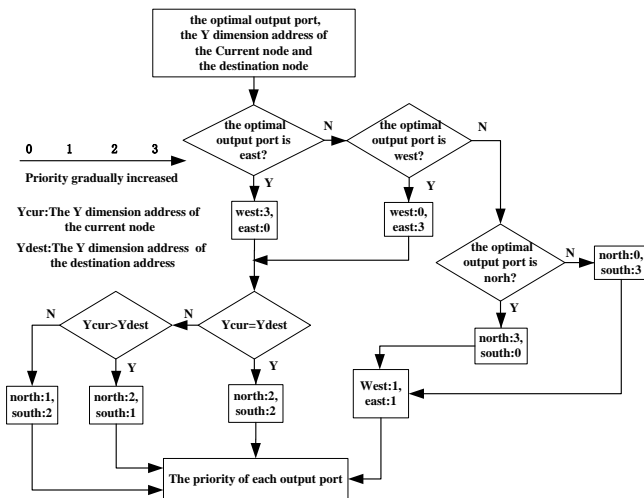 the optimal output port,
the Y dimension address of
the Current node and
the destination node
the optimal
output port is
east?
N
the optimal
output port is
west?
N
0 1 2 3
Priority gradually increased
Y
Y
Ycur:The Y dimension address of
the current node
Ydest:The Y dimension address of
the destination address
west:3,
east:0
west:0,
east:3
the optimal
output port is
norh?
N
north:0,
south:3
Y
Ycur>Ydest
N
Ycur=Ydest
north:3,
south:0
Y
Y
north:1,
south:2
north:2,
south:1
north:2,
south:2
West:1,
east:1
The priority of each output port